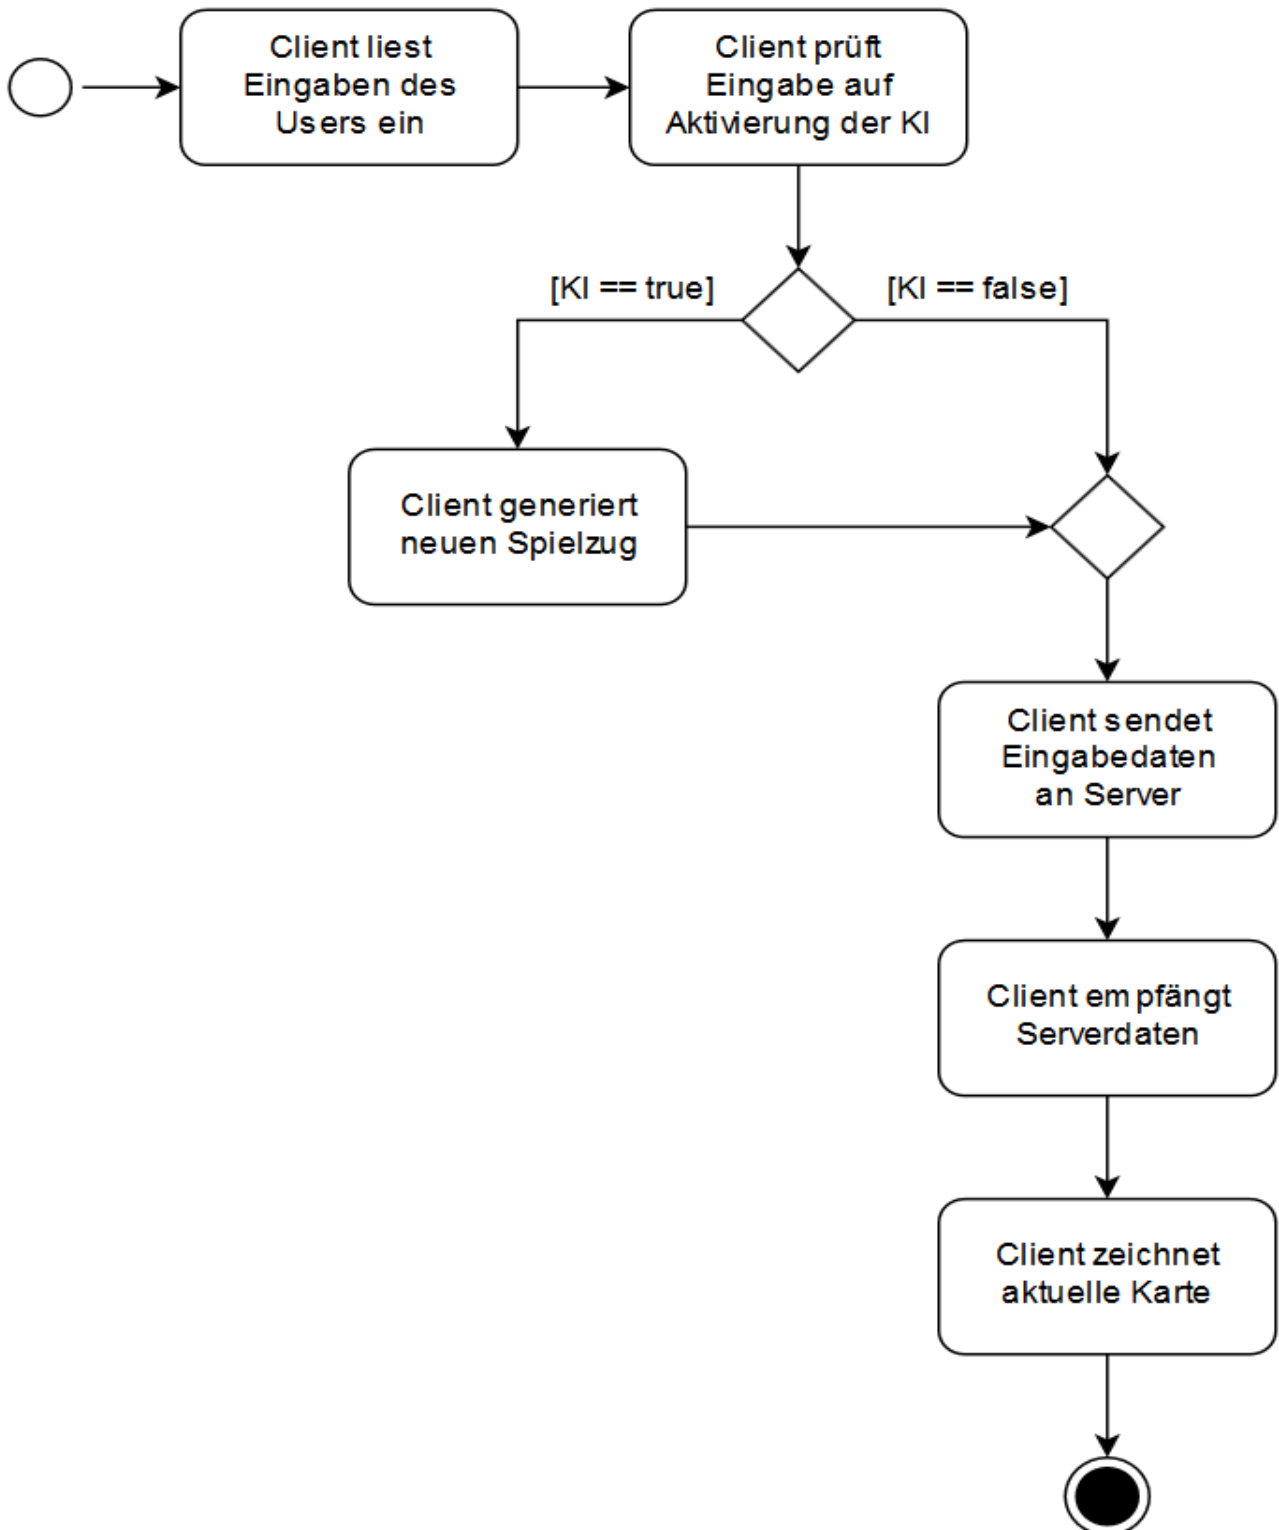 Client liest
Eingaben des
Users ein
Client prüft
Eingabe auf
Aktivierung der KI
[KI == true]
[KI == false]
Client generiert
neuen Spielzug
Client sendet
Eingabedaten
an Server
Client empfängt
Serverdaten
Client zeichnet
aktuelle Karte